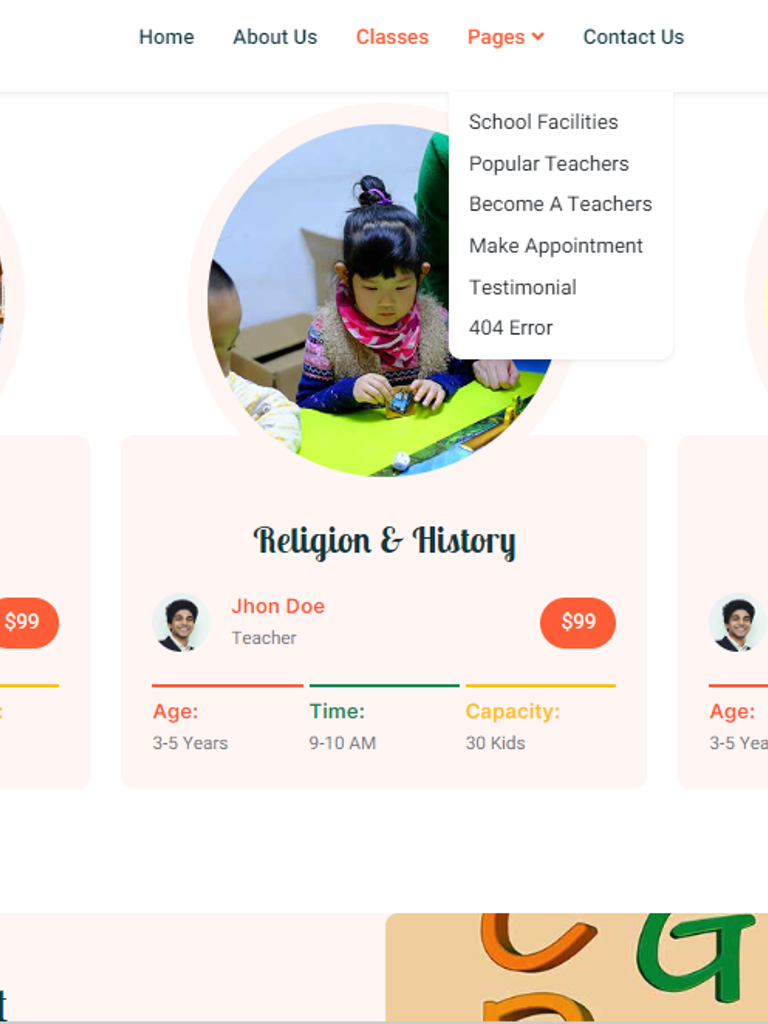 Home About Us Classes Pages Contact Us
School Facilities
Popular Teachers
Become A Teachers
Make Appointment
Testimonial
404 Error
Religion & History
$99
Jhon Doe
Teacher
$99
Age:
3-5 Years
Time:
9-10 AM
Capacity:
30 Kids
Age:
3-5 Yea
C G
t